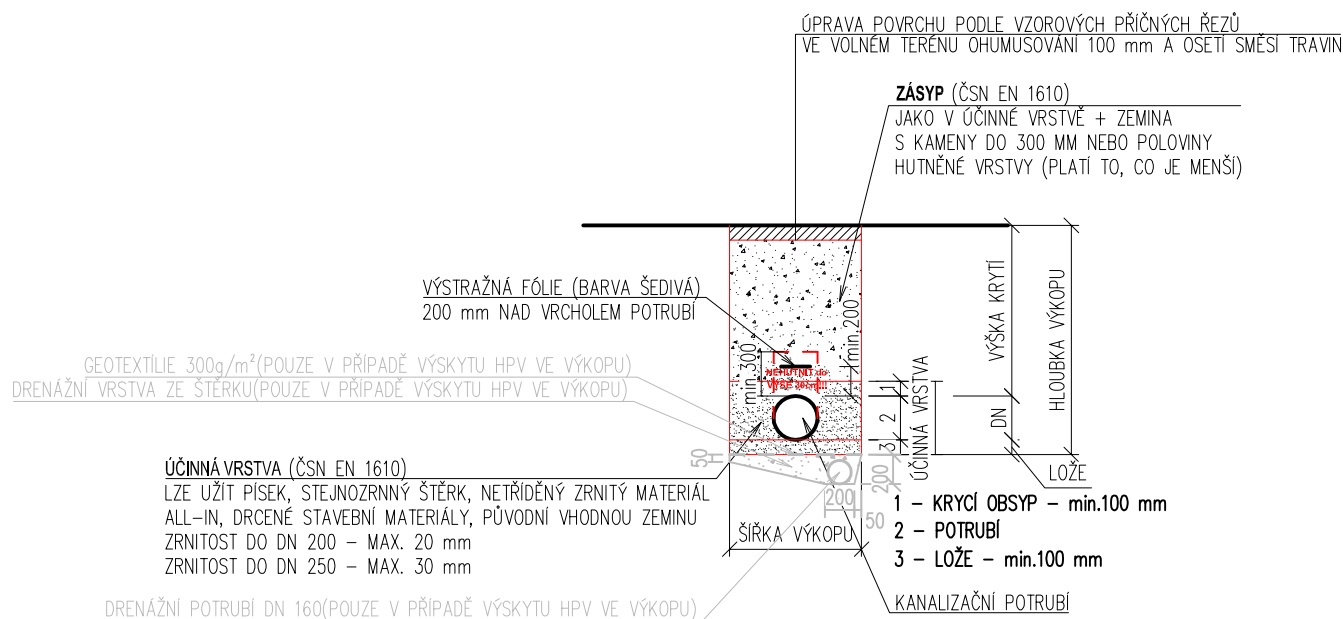 ÚPRAVA POVRCHU PODLE VZOROVÝCH PŘÍČNÝCH ŘEZŮ
VE VOLNÉM TERÉNU OHUMUSOVÁNÍ 100 mm A OSETÍ SMĚSÍ TRAVIN
ZÁSYP (ČSN EN 1610)
JAKO V ÚČINNÉ VRSTVĚ + ZEMINA
S KAMENY DO 300 MM NEBO POLOVINY
HUTNĚNÉ VRSTVY (PLATÍ TO, CO JE MENŠÍ)
VÝSTRAŽNÁ FÓLIE (BARVA ŠEDIVÁ)
200 mm NAD VRCHOLEM POTRUBÍ
GEOTEXTÍLIE 300g/m²(POUZE V PŘÍPADĚ VÝSKYTU HPV VE VÝKOPU)
DRENÁŽNÍ VRSTVA ZE ŠTĚRKU(POUZE V PŘÍPADĚ VÝSKYTU HPV VE VÝKOPU)
min.300
min.200
NEHUTNIT do
1
2
3
ÚČINNÁ VRSTVA
VÝŠKA KRYTÍ
DN
HLOUBKA VÝKOPU
LOŽE
50
200
200
50
ÚČINNÁ VRSTVA (ČSN EN 1610)
LZE UŽÍT PÍSEK, STEJNOZRNNÝ ŠTĚRK, NETŘÍDĚNÝ ZRNITÝ MATERIÁL
ALL-IN, DRCENÉ STAVEBNÍ MATERIÁLY, PŮVODNÍ VHODNOU ZEMINU
ZRNITOST DO DN 200 - MAX. 20 mm
ZRNITOST DO DN 250 - MAX. 30 mm
ŠÍŘKA VÝKOPU
1 - KRYCÍ OBSYP - min.100 mm
2 - POTRUBÍ
3 - LOŽE - min.100 mm
DRENÁŽNÍ POTRUBÍ DN 160(POUZE V PŘÍPADĚ VÝSKYTU HPV VE VÝKOPU)
KANALIZAČNÍ POTRUBÍ